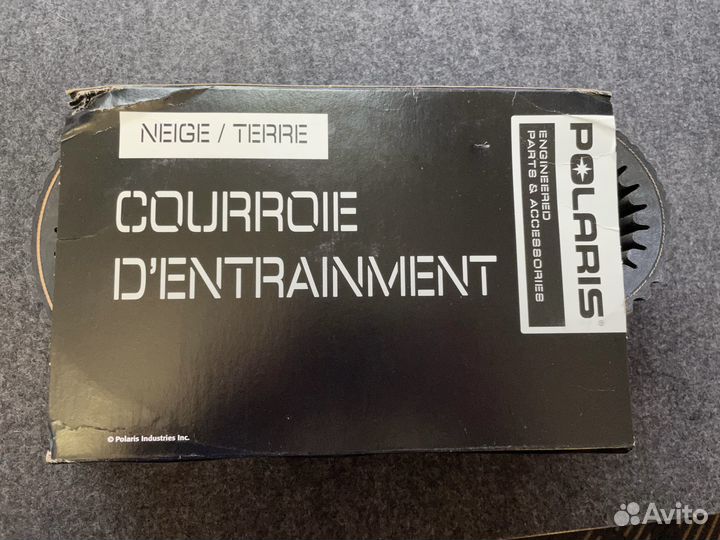 NEIGE / TERRE
COURROIE
D'ENTRAINMENT
POLARIS®
ENGINEERED
PARTS & ACCESSORIES
© Polaris Industries Inc.
Avito